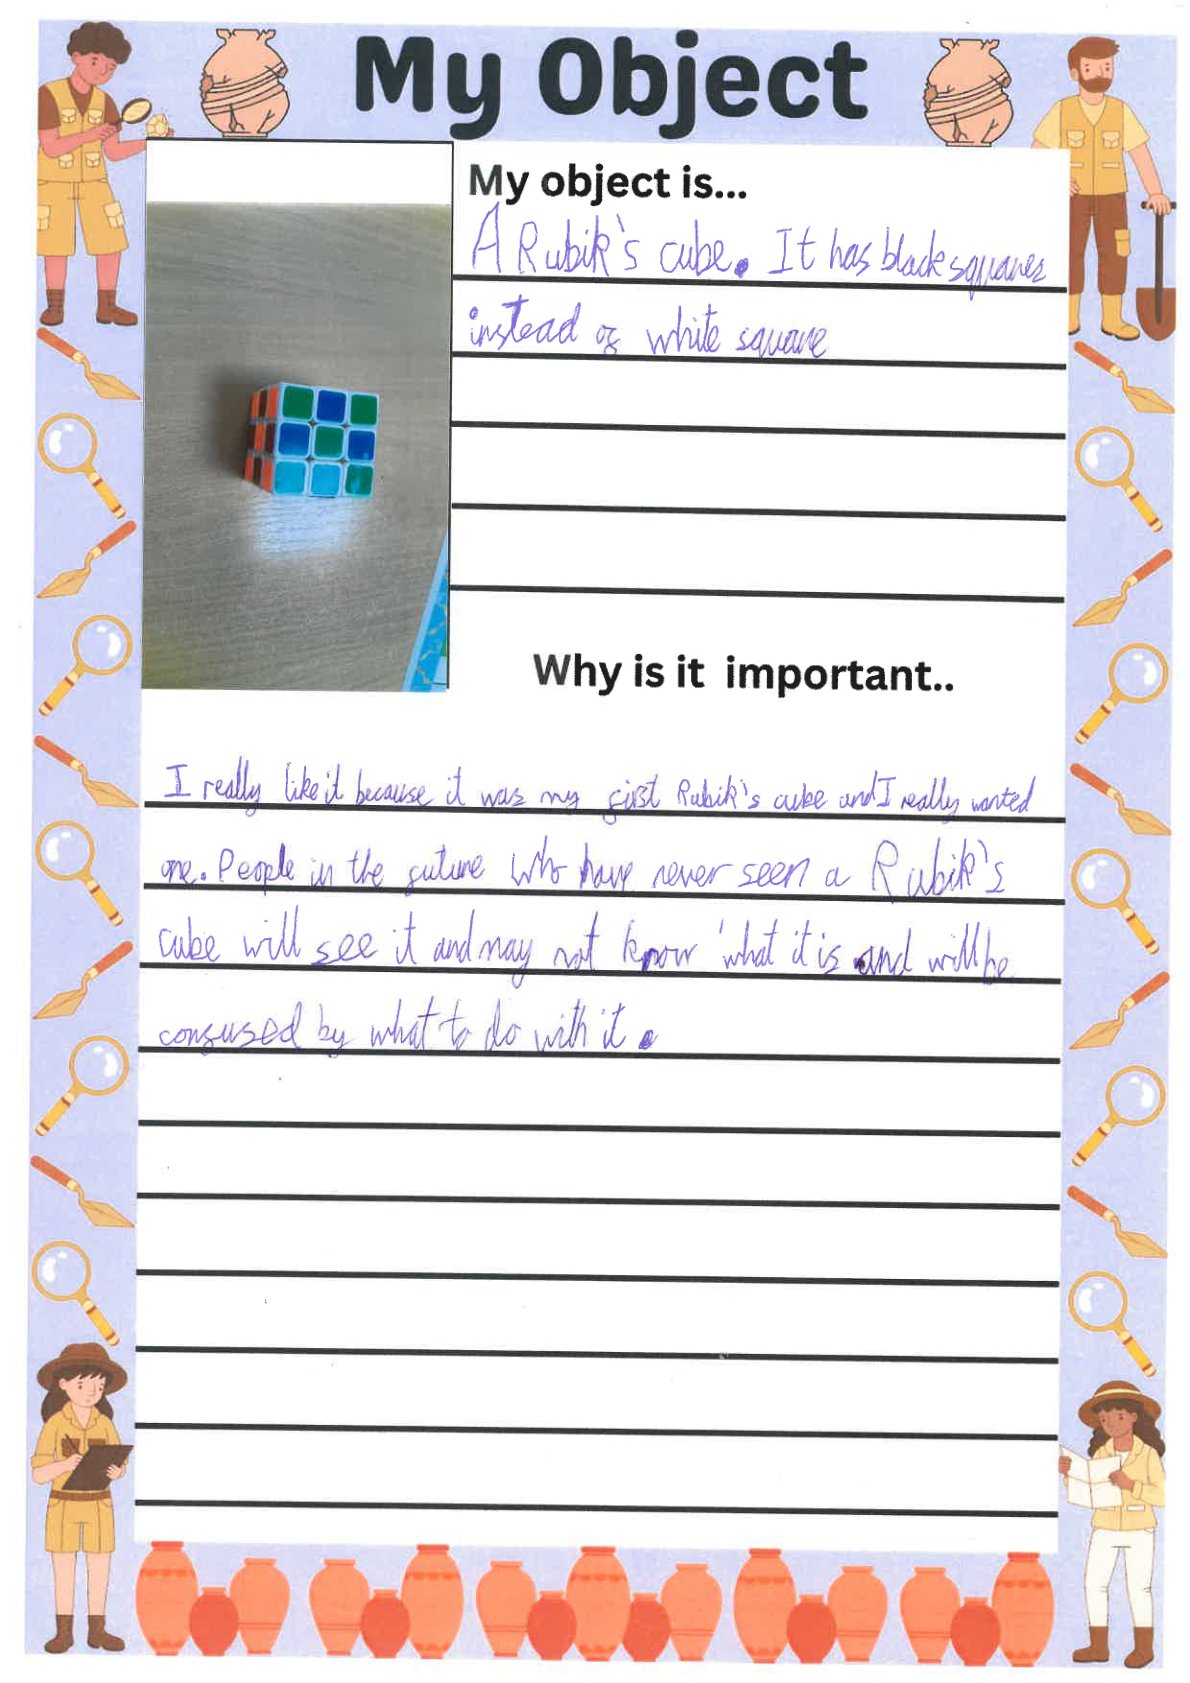 My Object
My object is...
A Rubik's cube. It has black squares
instead of white square
Why is it important..
I really like it because it was my first Rubik's cube and I really wanted
one. People in the future who have never seen a Rubik's
cube will see it and may not know what it is and will be
confused by what to do with it.